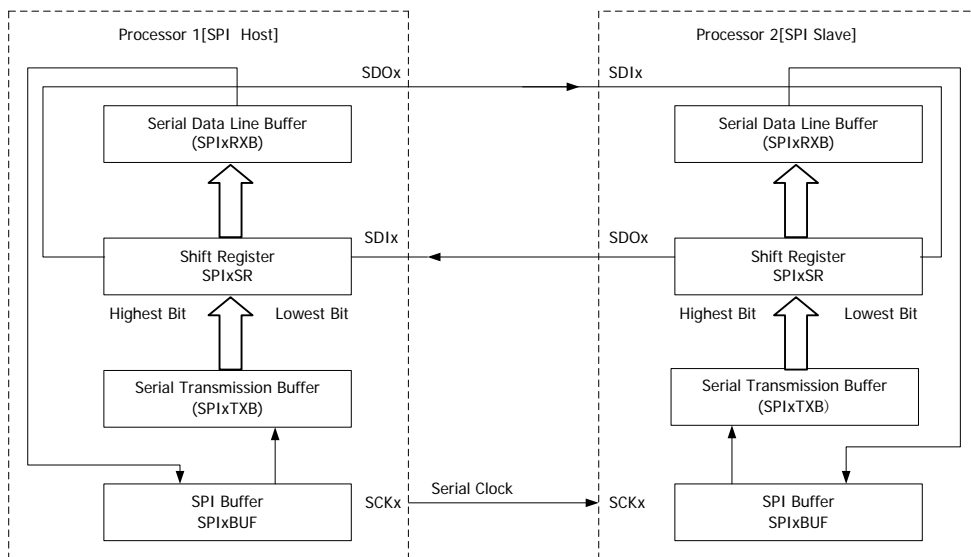 Processor 1[SPI  Host]
SDOx
Serial Data Line Buffer
(SPIxRXB)
SDIx
Shift Register
SPIxSR
Highest Bit
Lowest Bit
Serial Transmission Buffer
(SPIxTXB)
SPI Buffer
SPIxBUF
SCKx
Serial Clock
Processor 2[SPI Slave]
SDIx
Serial Data Line Buffer
(SPIxRXB)
SDOx
Shift Register
SPIxSR
Highest Bit
Lowest Bit
Serial Transmission Buffer
(SPIxTXB)
SCKx
SPI Buffer
SPIxBUF